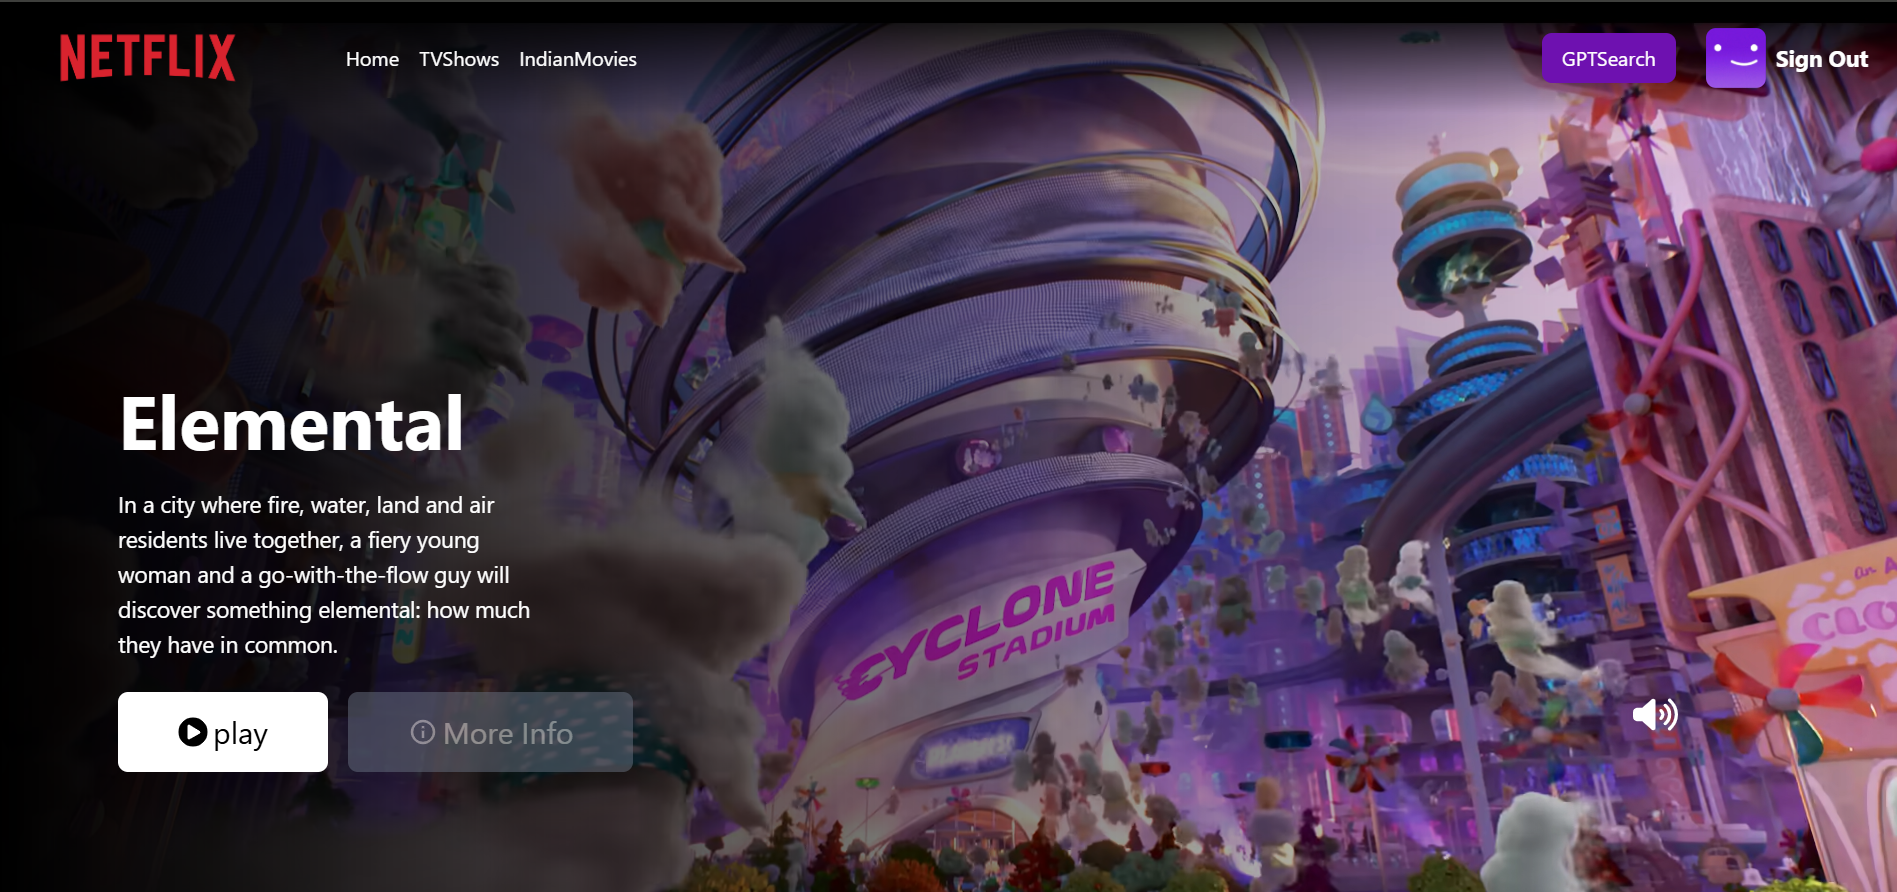 NETFLIX
Home
TVShows
IndianMovies
GPTSearch
Sign Out
Elemental
In a city where fire, water, land and air
residents live together, a fiery young
woman and a go-with-the-flow guy will
discover something elemental: how much
they have in common.
play
More Info
CYCLONE
STADIUM